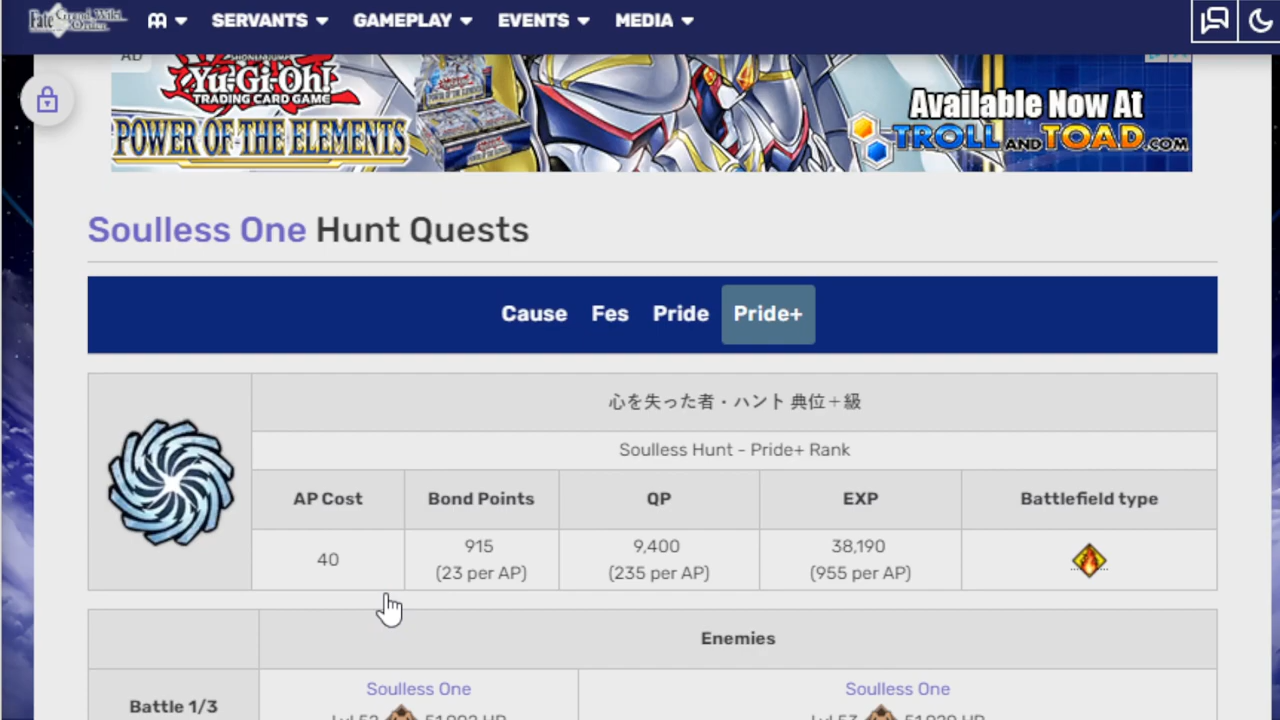 Fate Grand Order Wiki
SERVANTS GAMEPLAY EVENTS MEDIA
AD
Yu-Gi-Oh!
TRADING CARD GAME
POWER OF THE ELEMENTS
Available Now At
TROLL AND TOAD.COM
Soulless One Hunt Quests
Cause Fes Pride Pride+
心を失った者・ハント 典位＋級
Soulless Hunt - Pride+ Rank
AP Cost Bond Points QP EXP Battlefield type
40 915 9,400 38,190
(23 per AP) (235 per AP) (955 per AP)
Enemies
Battle 1/3
Soulless One Soulless One